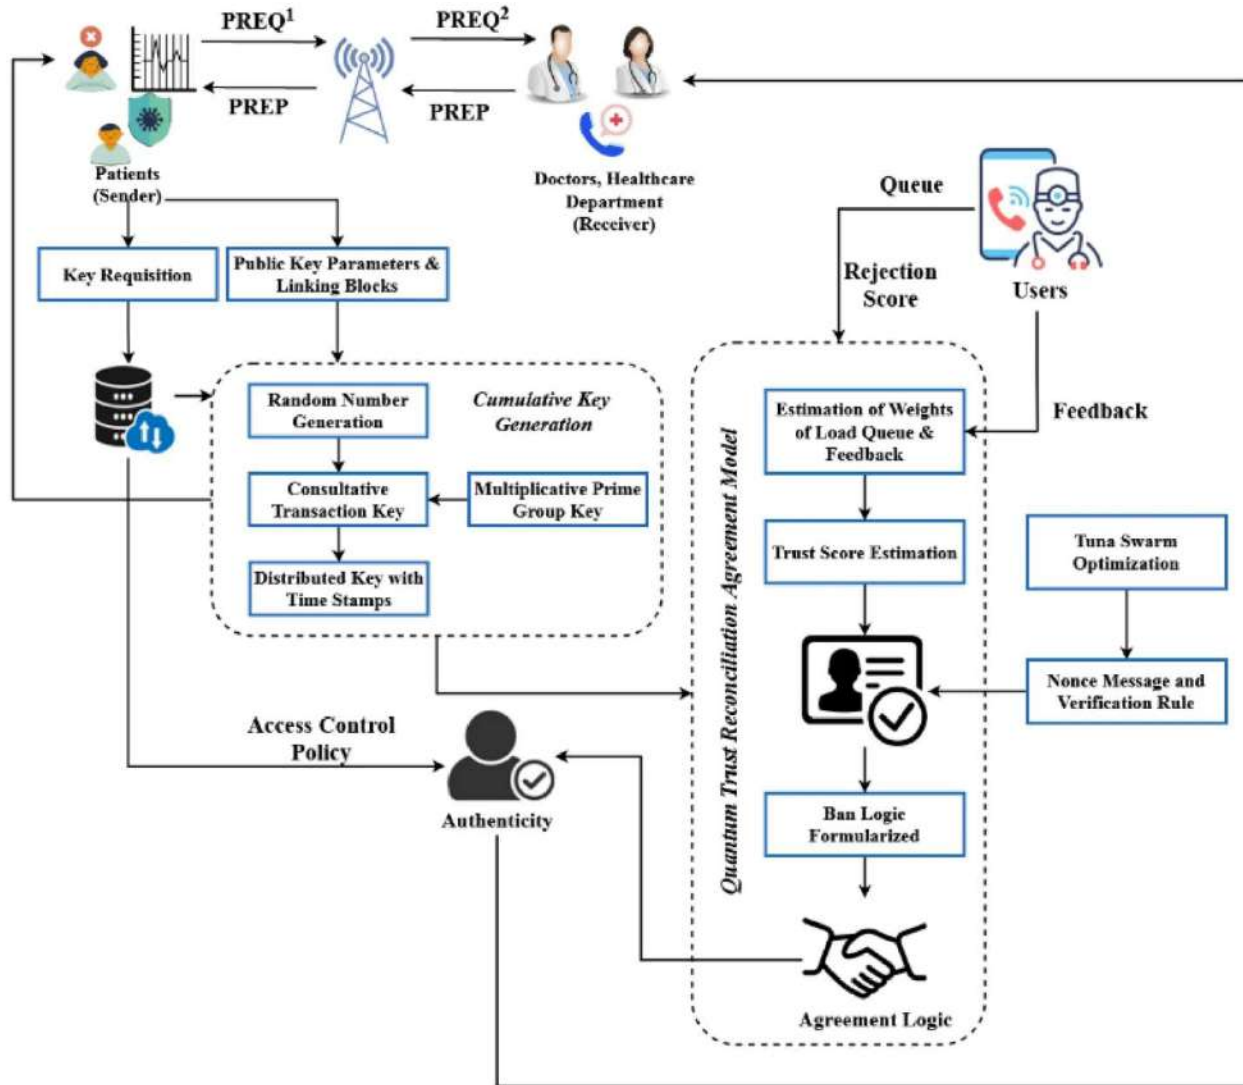 PREQ¹
PREQ²
PREP
PREP
Patients
(Sender)
Doctors, Healthcare
Department
(Receiver)
Queue
Rejection
Score
Users
Feedback
Key Requisition
Public Key Parameters &
Linking Blocks
Random Number
Generation
Cumulative Key
Generation
Consultative
Transaction Key
Multiplicative Prime
Group Key
Distributed Key with
Time Stamps
Quantum Trust Reconciliation Agreement Model
Estimation of Weights
of Load Queue &
Feedback
Trust Score Estimation
Tuna Swarm
Optimization
Nonce Message and
Verification Rule
Access Control
Policy
Authenticity
Ban Logic
Formularized
Agreement Logic